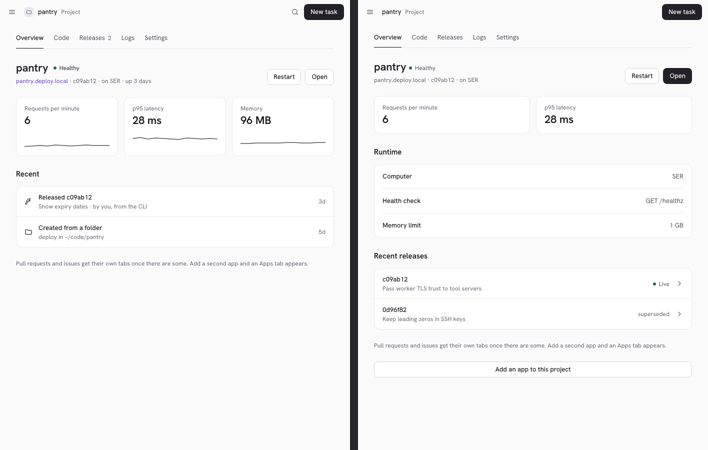 pantry Project
New task
Overview Code Releases 2 Logs Settings
pantry Healthy
pantry.deploy.local · c09ab12 · on SER · up 3 days
Restart Open
Requests per minute
6
p95 latency
28 ms
Memory
96 MB
Recent
Released c09ab12
Show expiry dates · by you, from the CLI
3d
Created from a folder
deploy in ~/code/pantry
5d
Pull requests and issues get their own tabs once there are some. Add a second app and an Apps tab appears.
pantry Project
New task
Overview Code Releases Logs Settings
pantry Healthy
pantry.deploy.local · c09ab12 · on SER
Restart Open
Requests per minute
6
p95 latency
28 ms
Runtime
Computer SER
Health check GET /healthz
Memory limit 1 GB
Recent releases
c09ab12
Pass worker TLS trust to tool servers
Live
0d96f82
Keep leading zeros in SSH keys
superseded
Pull requests and issues get their own tabs once there are some. Add a second app and an Apps tab appears.
Add an app to this project